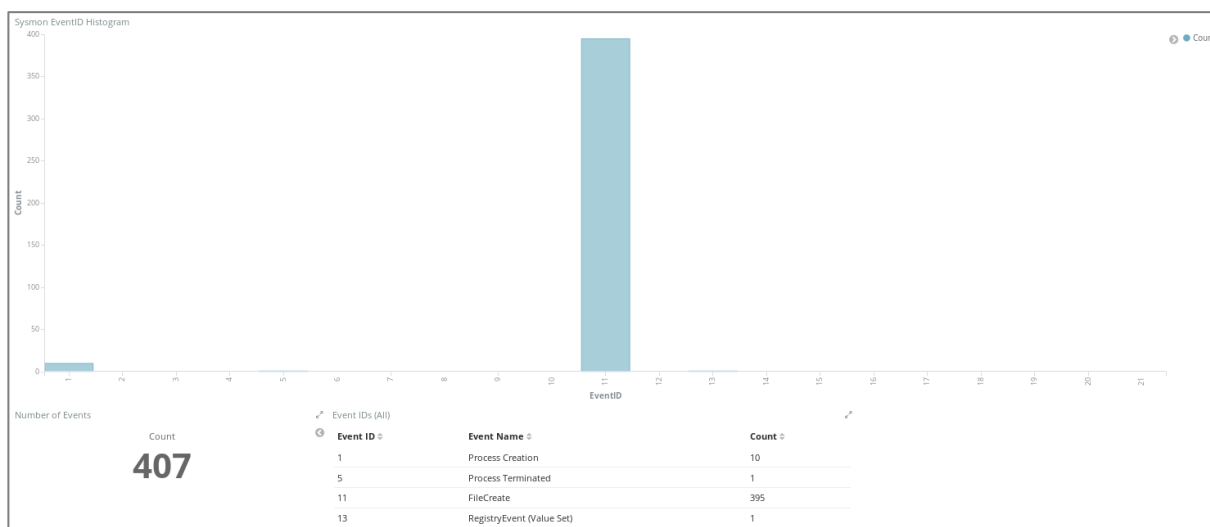 Sysmon EventID Histogram
400
350
300
250
200
150
100
50
0
Count
Coun
1 2 3 4 5 6 7 8 9 10 11 12 13 14 15 16 17 18 19 20 21
EventID
Number of Events
Count
407
Event IDs (All)
Event ID Event Name Count
1 Process Creation 10
5 Process Terminated 1
11 FileCreate 395
13 RegistryEvent (Value Set) 1